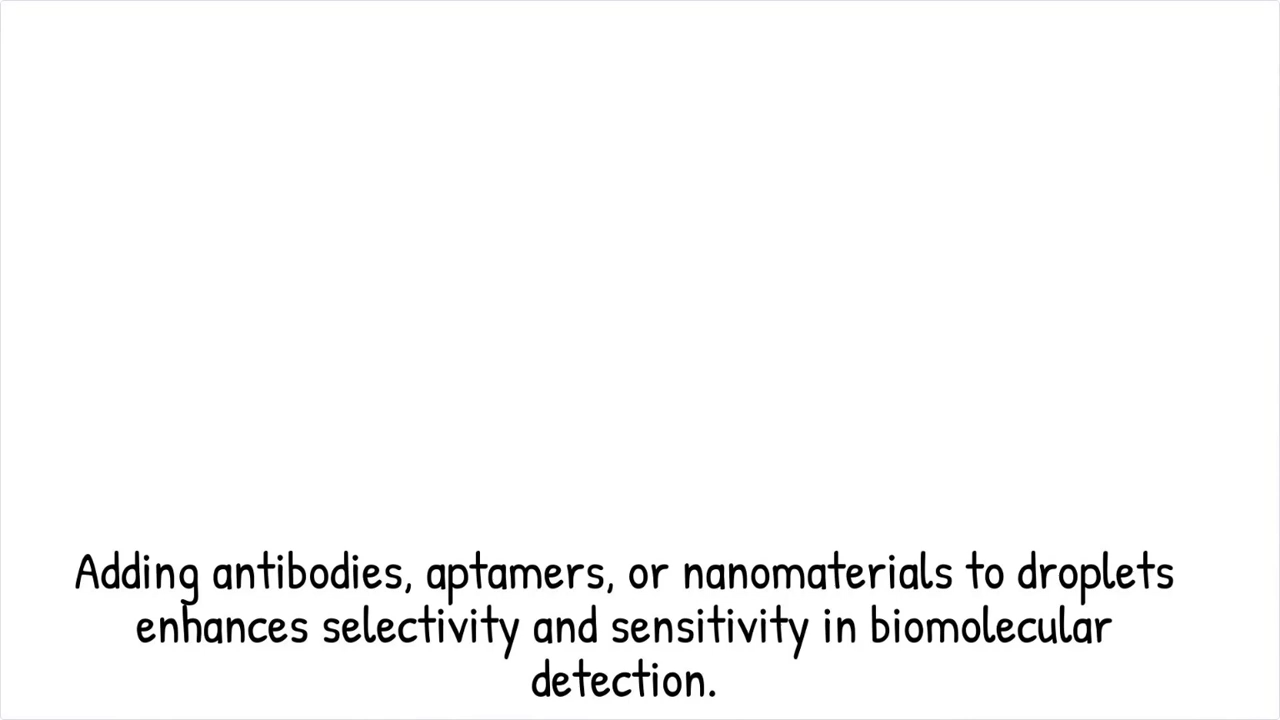 Adding antibodies, aptamers, or nanomaterials to droplets
enhances selectivity and sensitivity in biomolecular
detection.